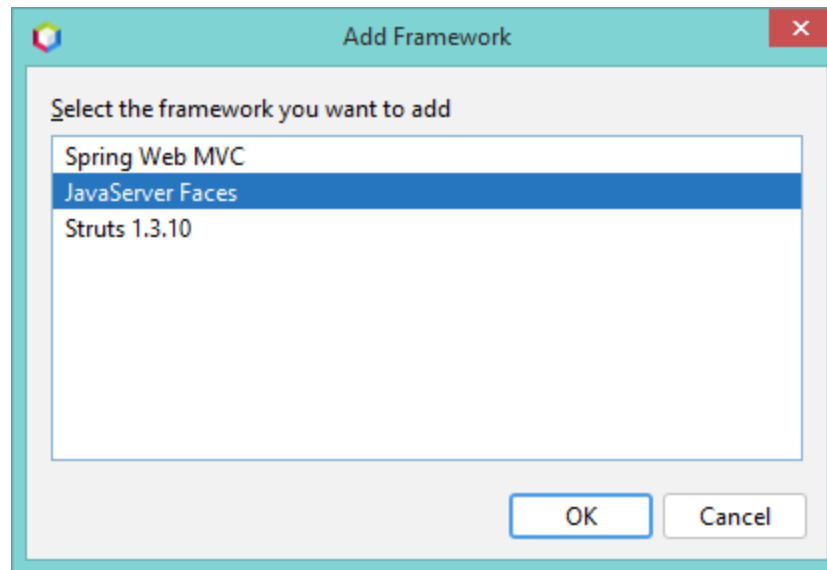 Add Framework
Select the framework you want to add
Spring Web MVC
JavaServer Faces
Struts 1.3.10
OK
Cancel